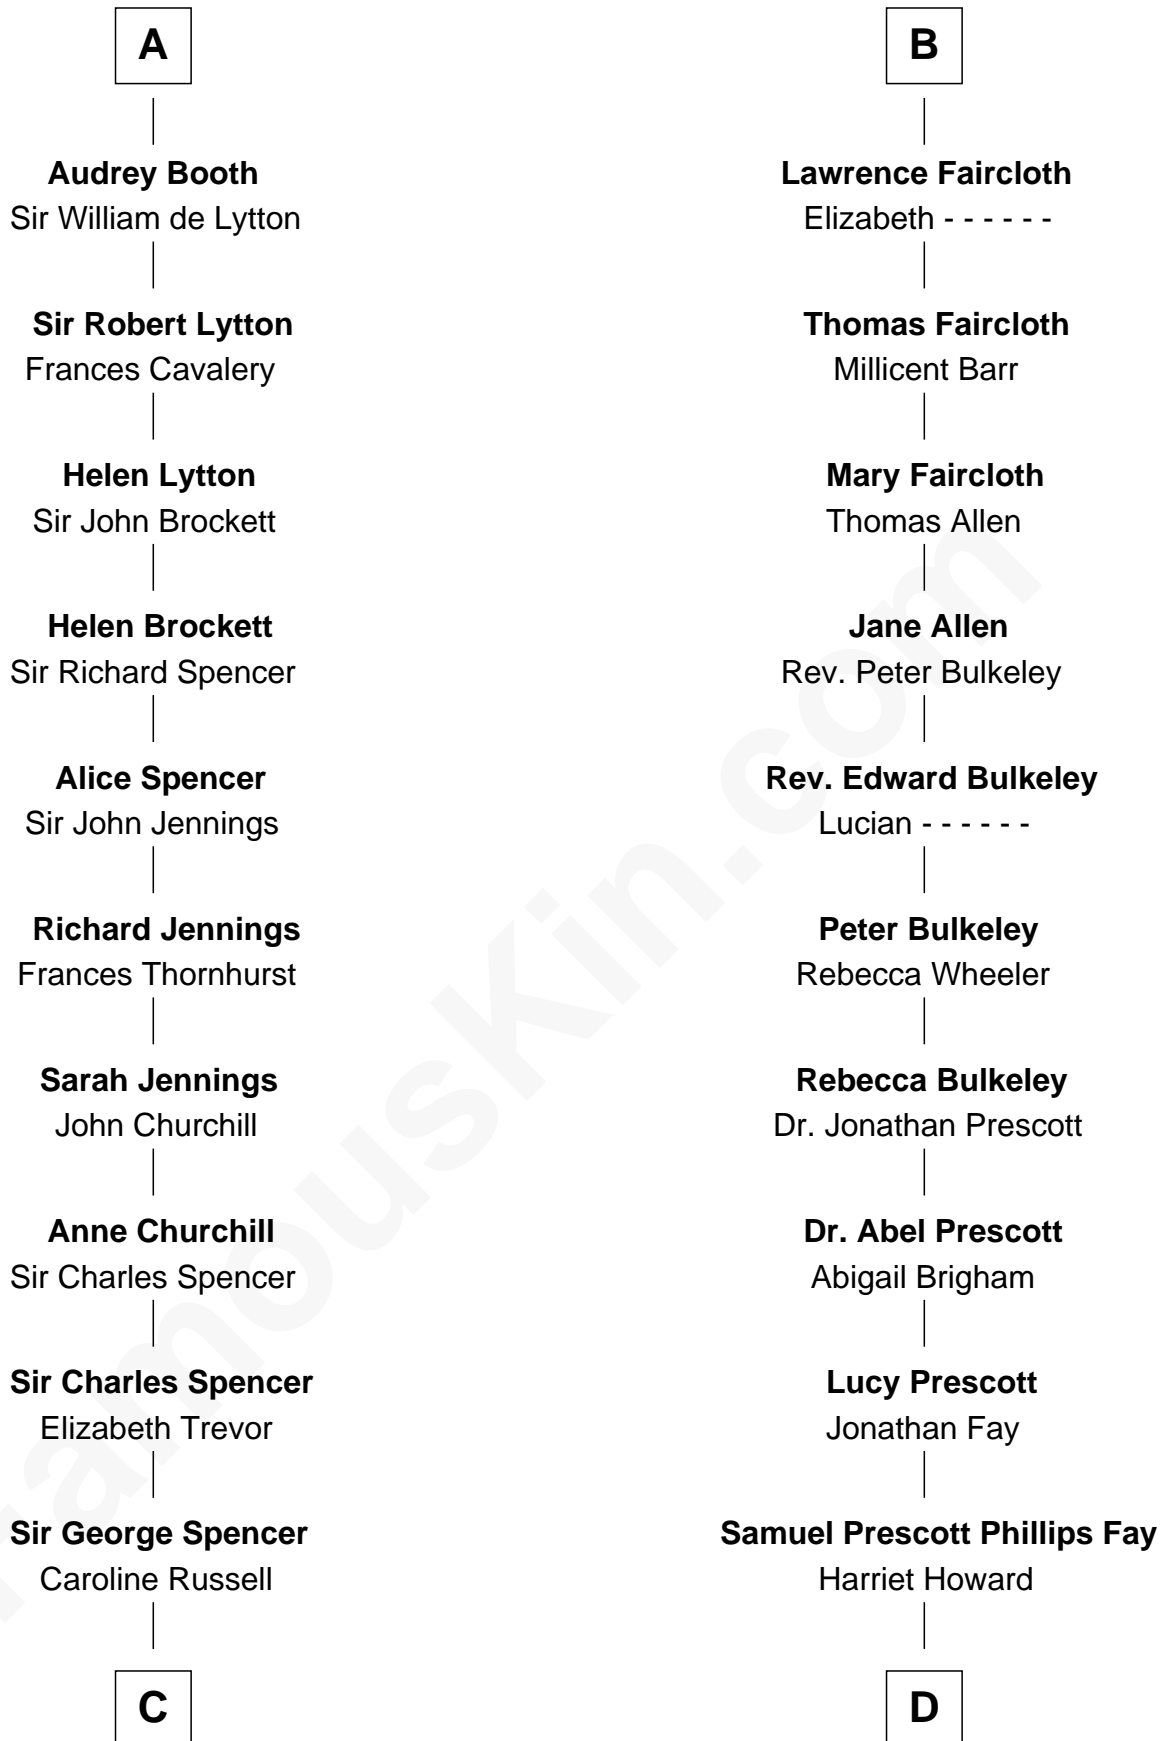 A
Audrey Booth
Sir William de Lytton
Sir Robert Lytton
Frances Cavalery
Helen Lytton
Sir John Brockett
Helen Brockett
Sir Richard Spencer
Alice Spencer
Sir John Jennings
Richard Jennings
Frances Thornhurst
Sarah Jennings
John Churchill
Anne Churchill
Sir Charles Spencer
Sir Charles Spencer
Elizabeth Trevor
Sir George Spencer
Caroline Russell
C
B
Lawrence Faircloth
Elizabeth - - - - - -
Thomas Faircloth
Millicent Barr
Mary Faircloth
Thomas Allen
Jane Allen
Rev. Peter Bulkeley
Rev. Edward Bulkeley
Lucian - - - - - -
Peter Bulkeley
Rebecca Wheeler
Rebecca Bulkeley
Dr. Jonathan Prescott
Dr. Abel Prescott
Abigail Brigham
Lucy Prescott
Jonathan Fay
Samuel Prescott Phillips Fay
Harriet Howard
D
FamousKin.com